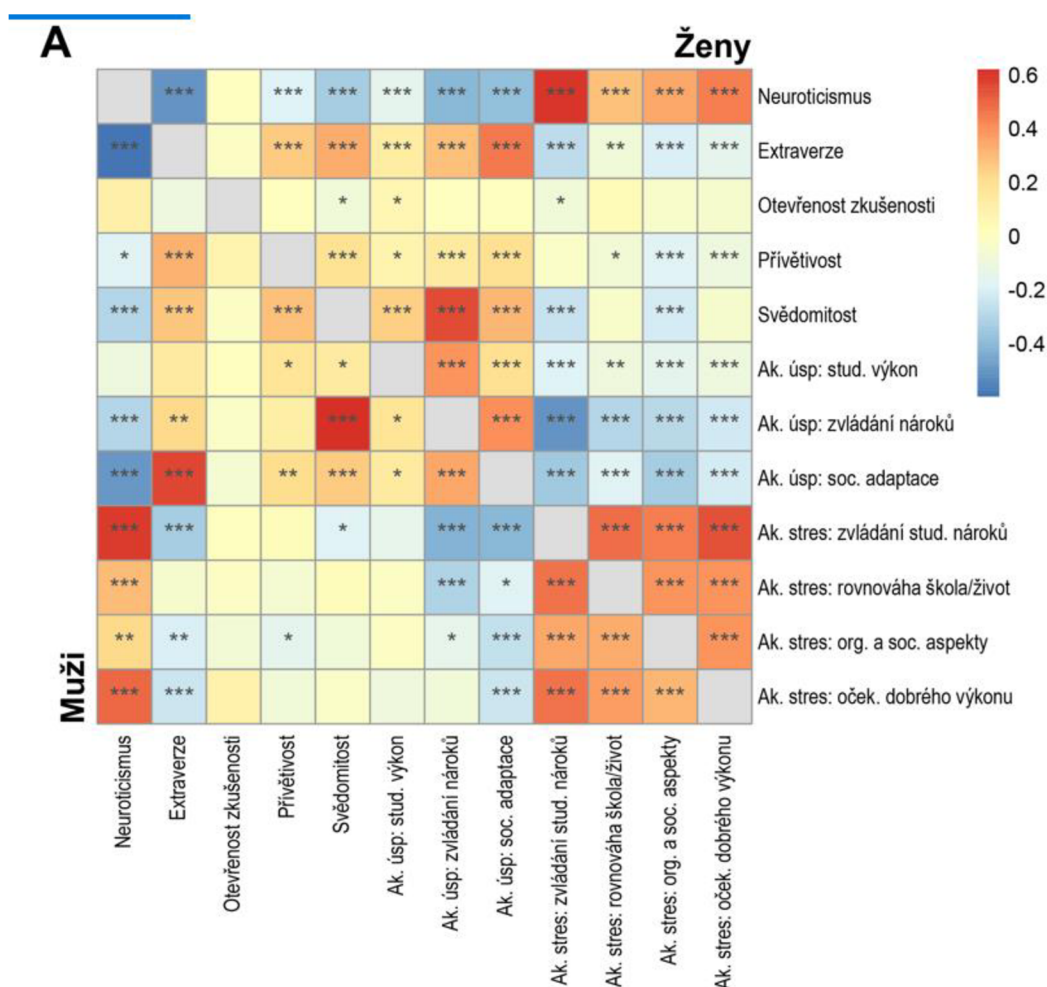 A
Ženy
*** *** *** *** *** *** *** *** *** *** Neuroticismus
*** *** *** *** *** *** *** ** *** *** Extraverze
* * * Otevřenost zkušenosti
* *** *** * *** *** * *** *** Přívětivost
*** *** *** *** *** *** *** *** Svědomitost
* * *** *** *** ** *** *** Ak. úsp: stud. výkon
*** ** *** * *** *** *** *** *** Ak. úsp: zvládání nároků
*** *** ** *** * *** *** *** *** *** Ak. úsp: soc. adaptace
*** *** * *** *** *** *** *** Ak. stres: zvládání stud. nároků
*** *** * *** *** *** Ak. stres: rovnováha škola/život
** ** * * *** *** *** *** Ak. stres: org. a soc. aspekty
*** *** *** *** *** *** Ak. stres: oček. dobrého výkonu
0.6
0.4
0.2
0
-0.2
-0.4
Muži
Neuroticismus
Extraverze
Otevřenost zkušenosti
Přívětivost
Svědomitost
Ak. úsp: stud. výkon
Ak. úsp: zvládání nároků
Ak. úsp: soc. adaptace
Ak. stres: zvládání stud. nároků
Ak. stres: rovnováha škola/život
Ak. stres: org. a soc. aspekty
Ak. stres: oček. dobrého výkonu